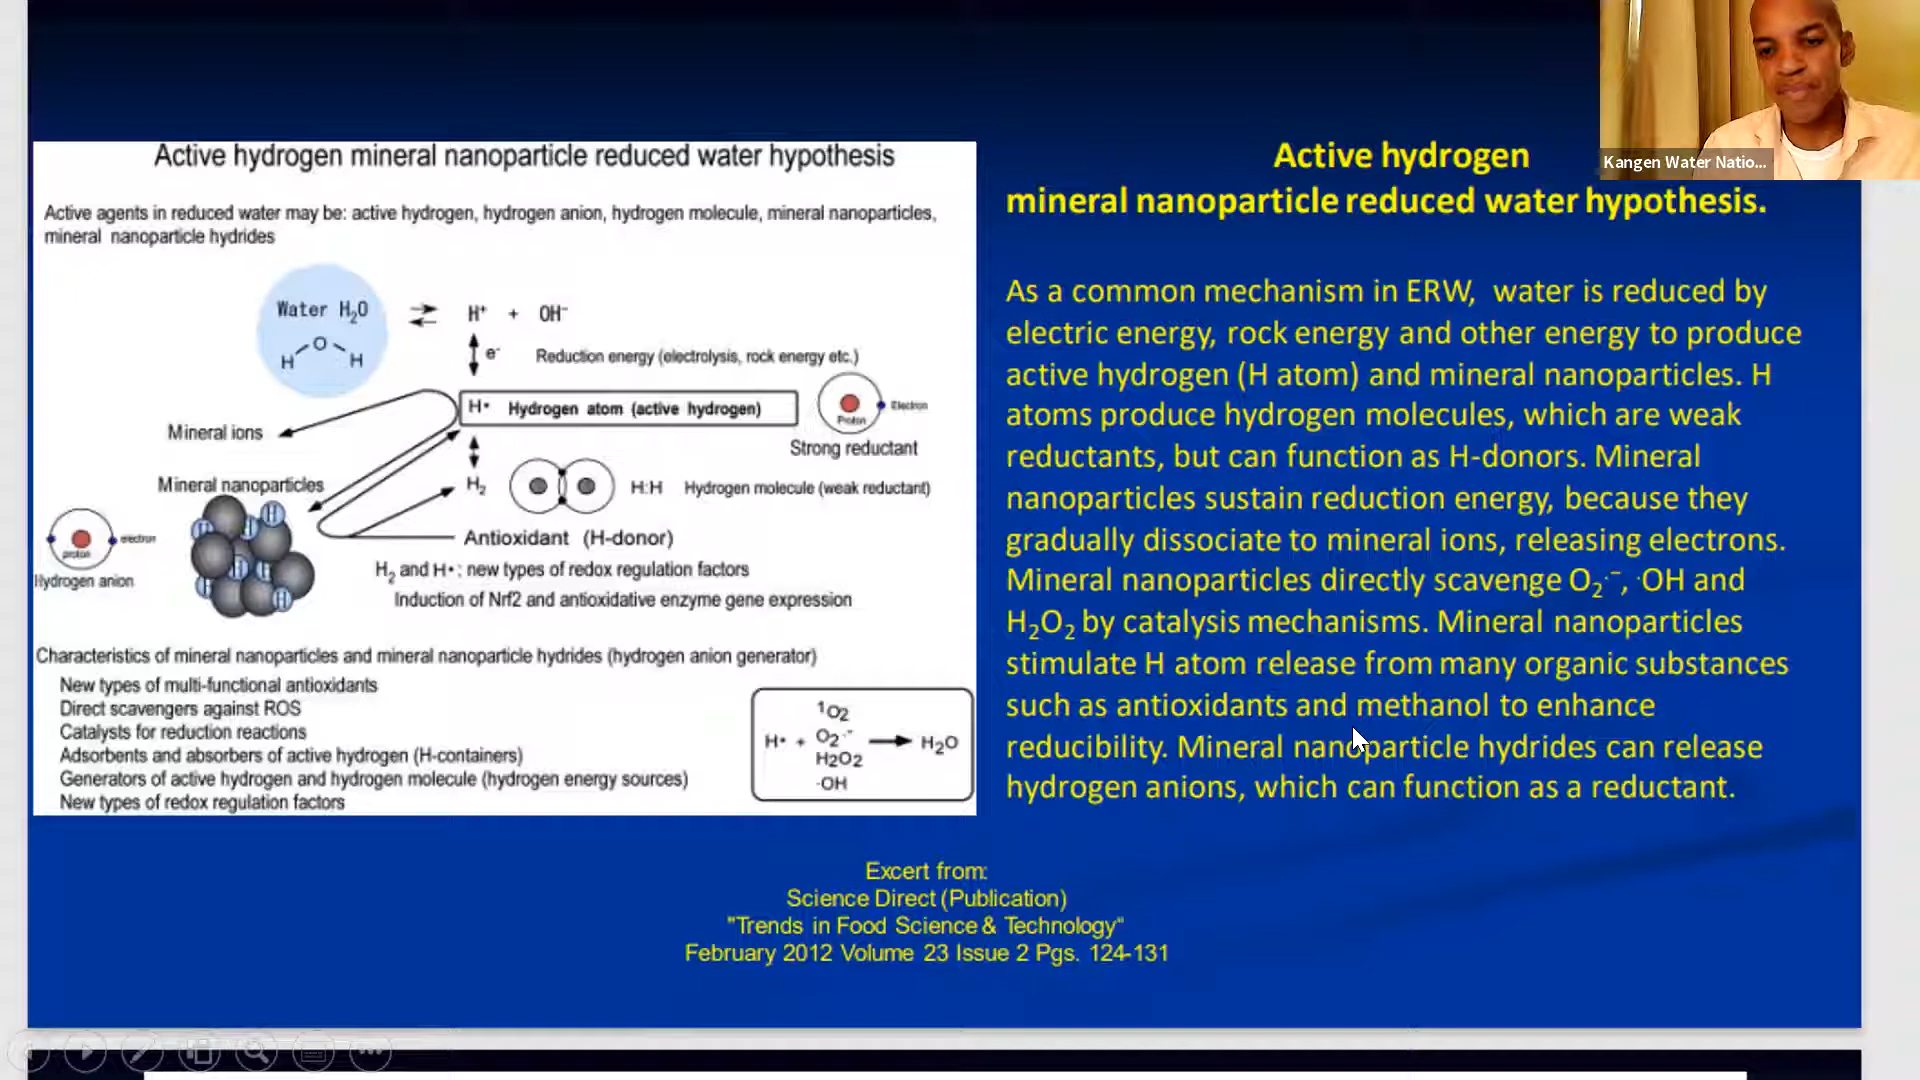 Active hydrogen mineral nanoparticle reduced water hypothesis
Active agents in reduced water may be: active hydrogen, hydrogen anion, hydrogen molecule, mineral nanoparticles,
mineral nanoparticle hydrides
Water H₂O
H O H
⇌ H⁺ + OH⁻
e⁻ Reduction energy (electrolysis, rock energy etc.)
H• Hydrogen atom (active hydrogen)
Proton
Electron
Strong reductant
Mineral ions
Mineral nanoparticles
H₂
H:H Hydrogen molecule (weak reductant)
H H H H H H
proton
electron
Hydrogen anion
Antioxidant (H-donor)
H₂ and H• : new types of redox regulation factors
Induction of Nrf2 and antioxidative enzyme gene expression
Characteristics of mineral nanoparticles and mineral nanoparticle hydrides (hydrogen anion generator)
New types of multi-functional antioxidants
Direct scavengers against ROS
Catalysts for reduction reactions
Adsorbents and absorbers of active hydrogen (H-containers)
Generators of active hydrogen and hydrogen molecule (hydrogen energy sources)
New types of redox regulation factors
¹O2
H• + O2·⁻ → H2O
H2O2
·OH
Active hydrogen
mineral nanoparticle reduced water hypothesis.
As a common mechanism in ERW, water is reduced by
electric energy, rock energy and other energy to produce
active hydrogen (H atom) and mineral nanoparticles. H
atoms produce hydrogen molecules, which are weak
reductants, but can function as H-donors. Mineral
nanoparticles sustain reduction energy, because they
gradually dissociate to mineral ions, releasing electrons.
Mineral nanoparticles directly scavenge O₂·⁻, ·OH and
H₂O₂ by catalysis mechanisms. Mineral nanoparticles
stimulate H atom release from many organic substances
such as antioxidants and methanol to enhance
reducibility. Mineral nanoparticle hydrides can release
hydrogen anions, which can function as a reductant.
Excert from:
Science Direct (Publication)
"Trends in Food Science & Technology"
February 2012 Volume 23 Issue 2 Pgs. 124-131
Kangen Water Natio...